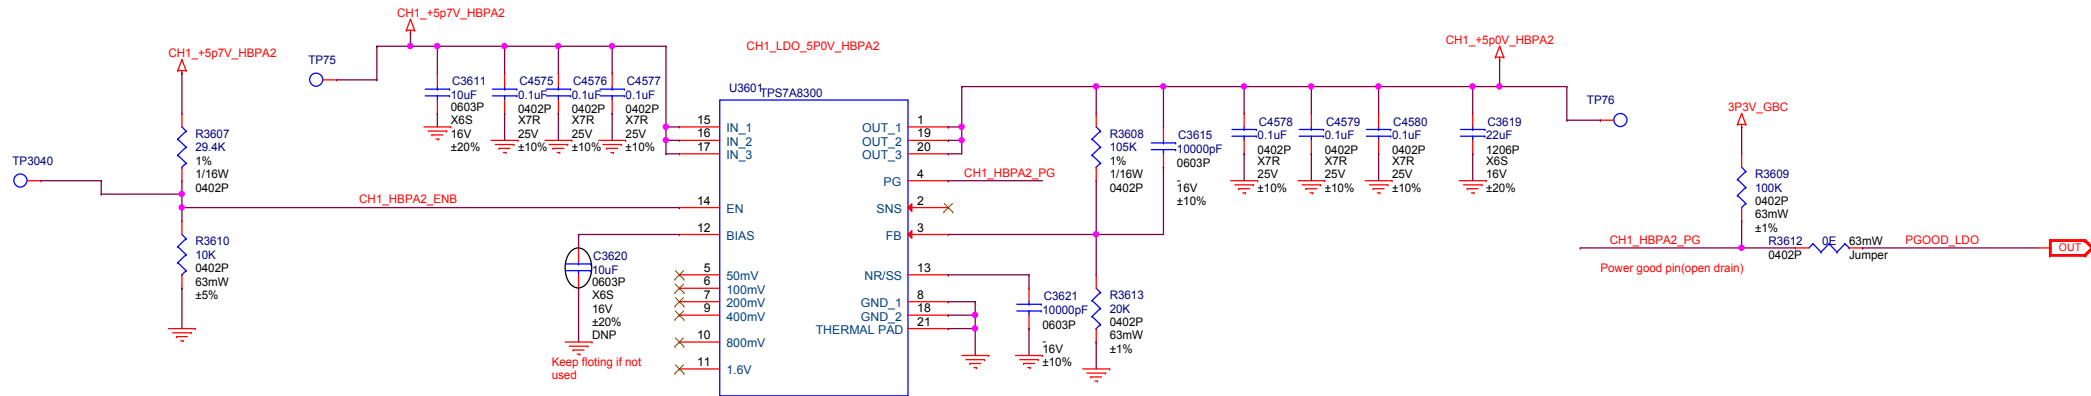 CH1_+5p7V_HBPA2
TP3040
R3607
29.4K
1%
1/16W
0402P
CH1_HBPA2_ENB
R3610
10K
0402P
63mW
±5%
CH1_+5p7V_HBPA2
TP75
C3611
10uF
0603P
X6S
16V
±20%
C4575
0.1uF
0402P
X7R
25V
±10%
C4576
0.1uF
0402P
X7R
25V
±10%
C4577
0.1uF
0402P
X7R
25V
±10%
C3620
10uF
0603P
X6S
16V
±20%
DNP
Keep floting if not
used
CH1_LDO_5P0V_HBPA2
U3601
TPS7A8300
15 IN_1
16 IN_2
17 IN_3
14 EN
12 BIAS
5 50mV
6 100mV
7 200mV
9 400mV
10 800mV
11 1.6V
OUT_1 1
OUT_2 19
OUT_3 20
PG 4
SNS 2
FB 3
NR/SS 13
GND_1 8
GND_2 18
THERMAL PAD 21
CH1_HBPA2_PG
C3621
10000pF
0603P
-
16V
±10%
R3608
105K
1%
1/16W
0402P
R3613
20K
0402P
63mW
±1%
C3615
10000pF
0603P
-
16V
±10%
C4578
0.1uF
0402P
X7R
25V
±10%
C4579
0.1uF
0402P
X7R
25V
±10%
C4580
0.1uF
0402P
X7R
25V
±10%
CH1_+5p0V_HBPA2
C3619
22uF
1206P
X6S
16V
±20%
TP76
3P3V_GBC
R3609
100K
0402P
63mW
±1%
CH1_HBPA2_PG
Power good pin(open drain)
R3612
0402P
0E
63mW
Jumper
PGOOD_LDO
OUT